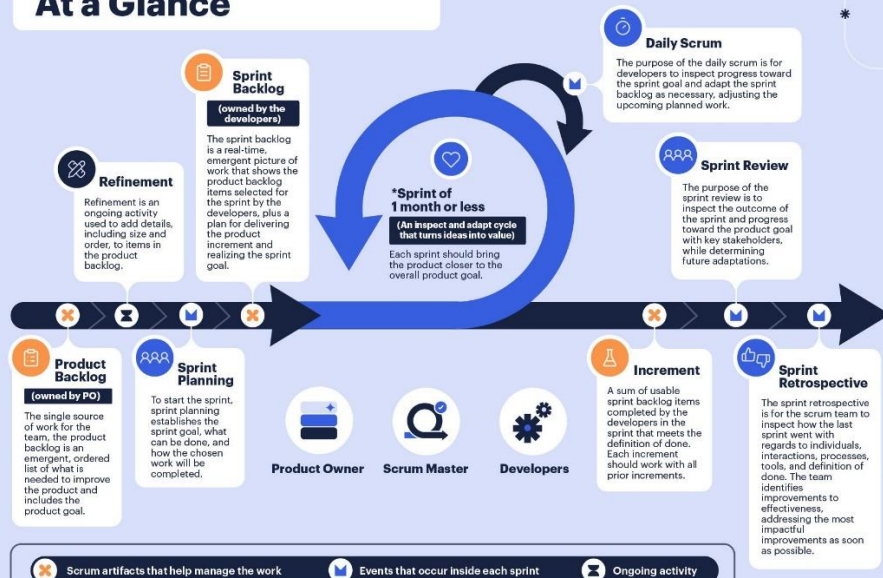 At a Glance
Daily Scrum
The purpose of the daily scrum is for
developers to inspect progress toward
the sprint goal and adapt the sprint
backlog as necessary, adjusting the
upcoming planned work.
Sprint
Backlog
(owned by the
developers)
The sprint backlog
is a real-time,
emergent picture of
work that shows the
product backlog
items selected for
the sprint by the
developers, plus a
plan for delivering
the product
increment and
realizing the sprint
goal.
Refinement
Refinement is an
ongoing activity
used to add details,
including size and
order, to items in
the product
backlog.
*Sprint of
1 month or less
(An inspect and adapt cycle
that turns ideas into value)
Each sprint should bring
the product closer to the
overall product goal.
Sprint Review
The purpose of the
sprint review is to
inspect the outcome of
the sprint and progress
toward the product goal
with key stakeholders,
while determining
future adaptations.
Product
Backlog
(owned by PO)
The single source
of work for the
team, the product
backlog is an
emergent, ordered
list of what is
needed to improve
the product and
includes the
product goal.
Sprint
Planning
To start the sprint,
sprint planning
establishes the
sprint goal, what
can be done, and
how the chosen
work will be
completed.
Product Owner
Scrum Master
Developers
Increment
A sum of usable
sprint backlog items
completed by the
developers in the
sprint that meets the
definition of done.
Each increment
should work with all
prior increments.
Sprint
Retrospective
The sprint retrospective
is for the scrum team to
inspect how the last
sprint went with
regards to individuals,
interactions, processes,
tools, and definition of
done. The team
identifies
improvements to
effectiveness,
addressing the most
impactful
improvements as soon
as possible.
Scrum artifacts that help manage the work
Events that occur inside each sprint
Ongoing activity